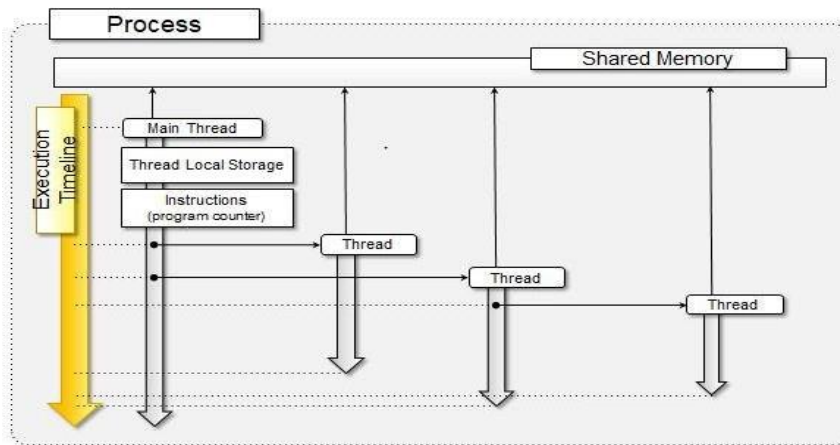 Process
Shared Memory
Execution
Timeline
Main Thread
Thread Local Storage
Instructions
(program counter)
Thread
Thread
Thread